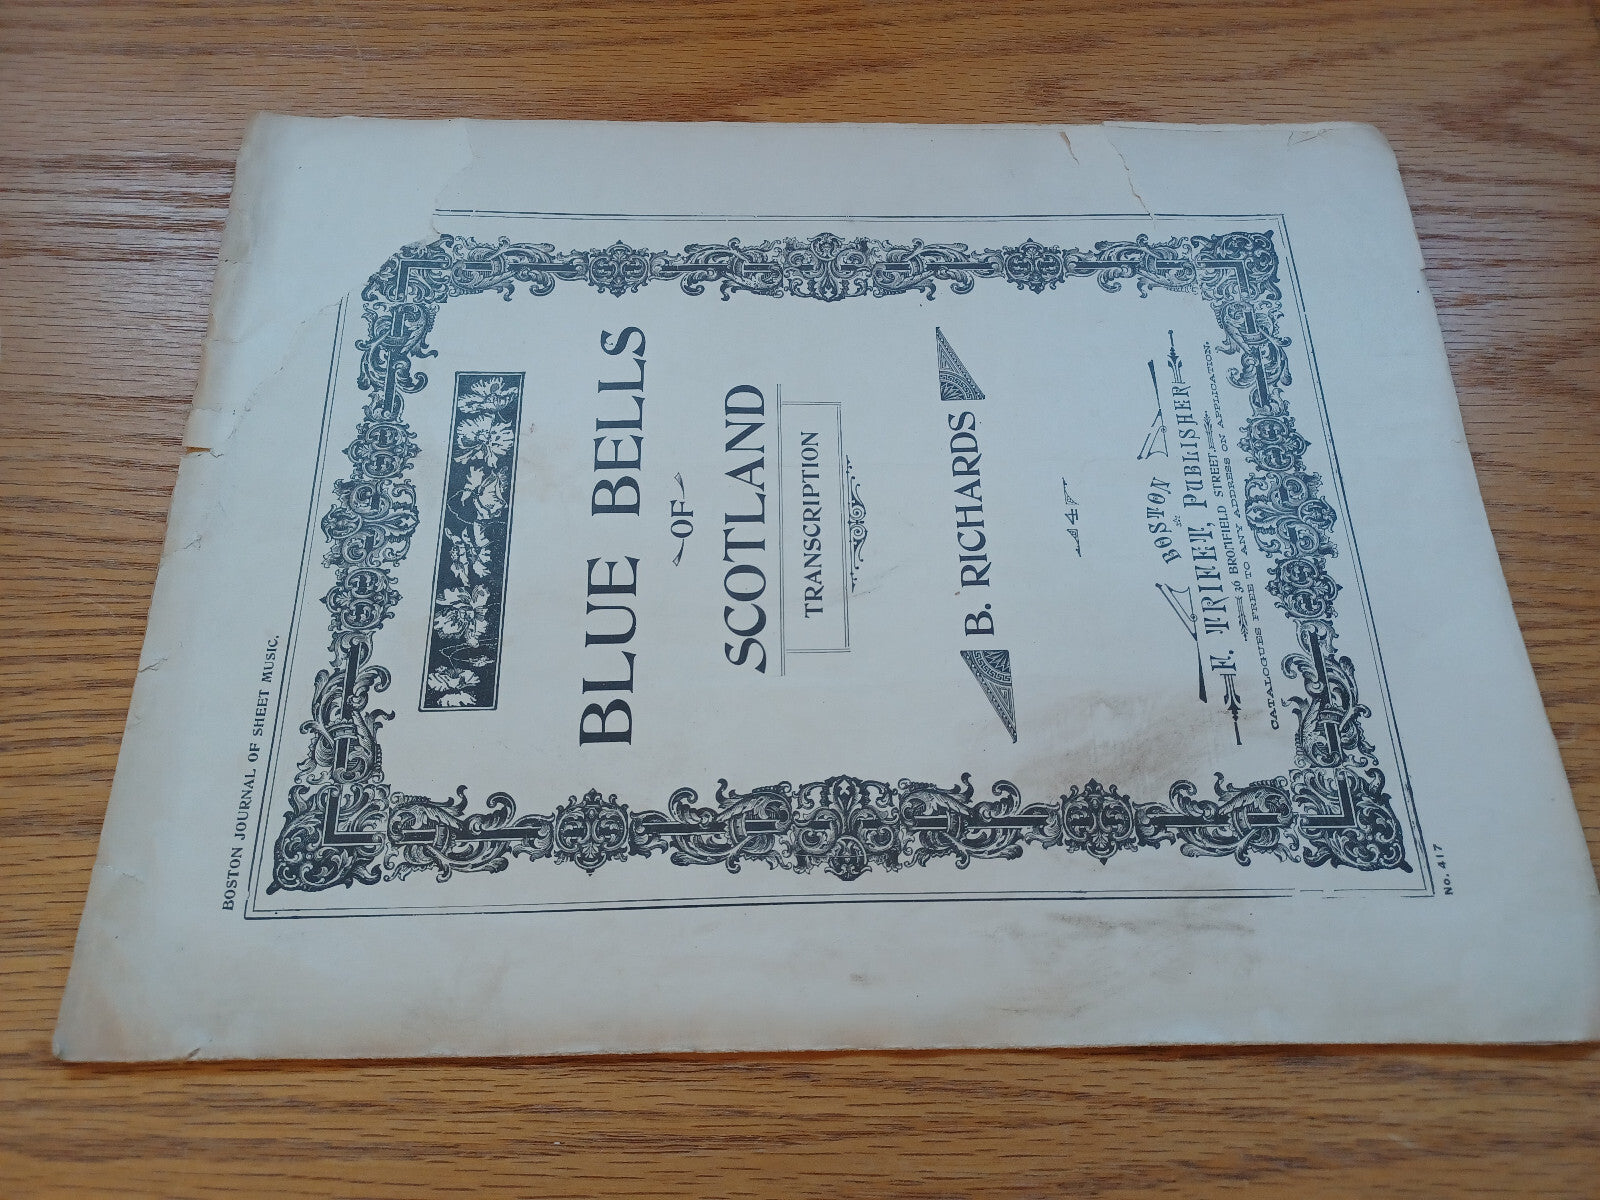 BOSTON JOURNAL OF SHEET MUSIC.
BLUE BELLS
OF
SCOTLAND
TRANSCRIPTION
B. RICHARDS
4
BOSTON
F. TRIFET, PUBLISHER
36 BROMFIELD STREET.
CATALOGUES FREE TO ANY ADDRESS ON APPLICATON.
No. 417